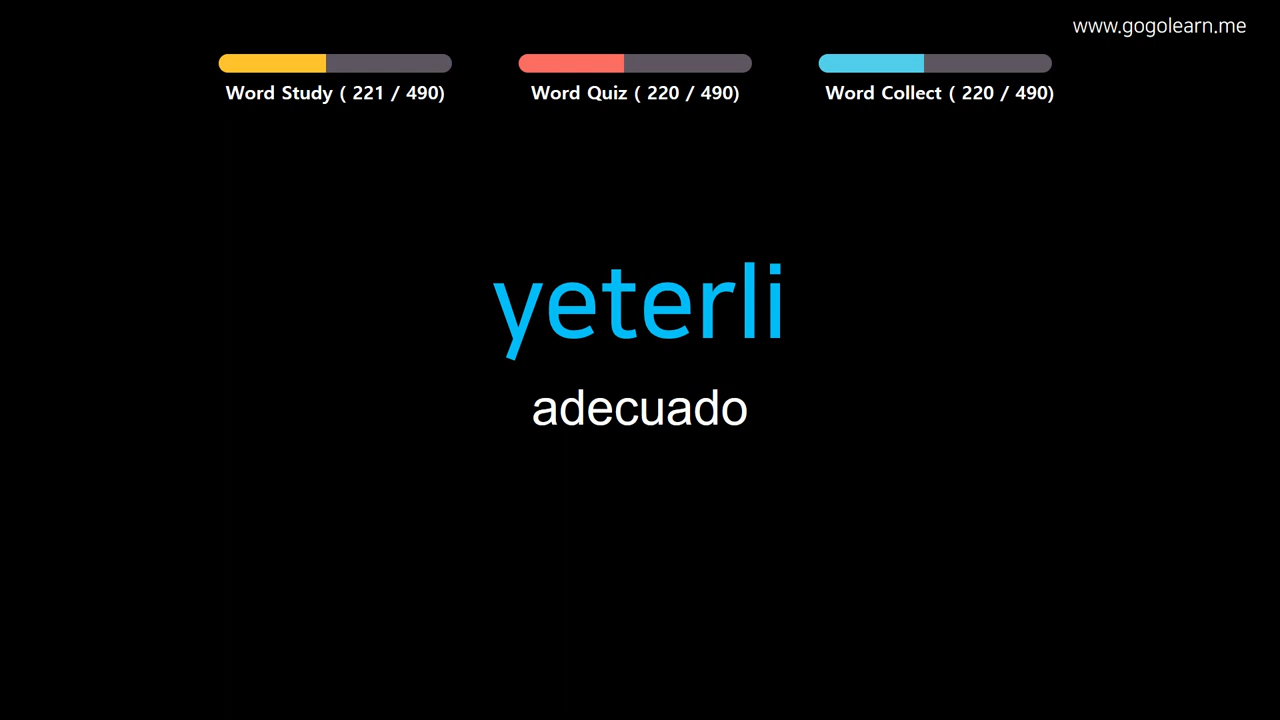 www.gogolearn.me
Word Study ( 221 / 490)
Word Quiz ( 220 / 490)
Word Collect ( 220 / 490)
yeterli
adecuado